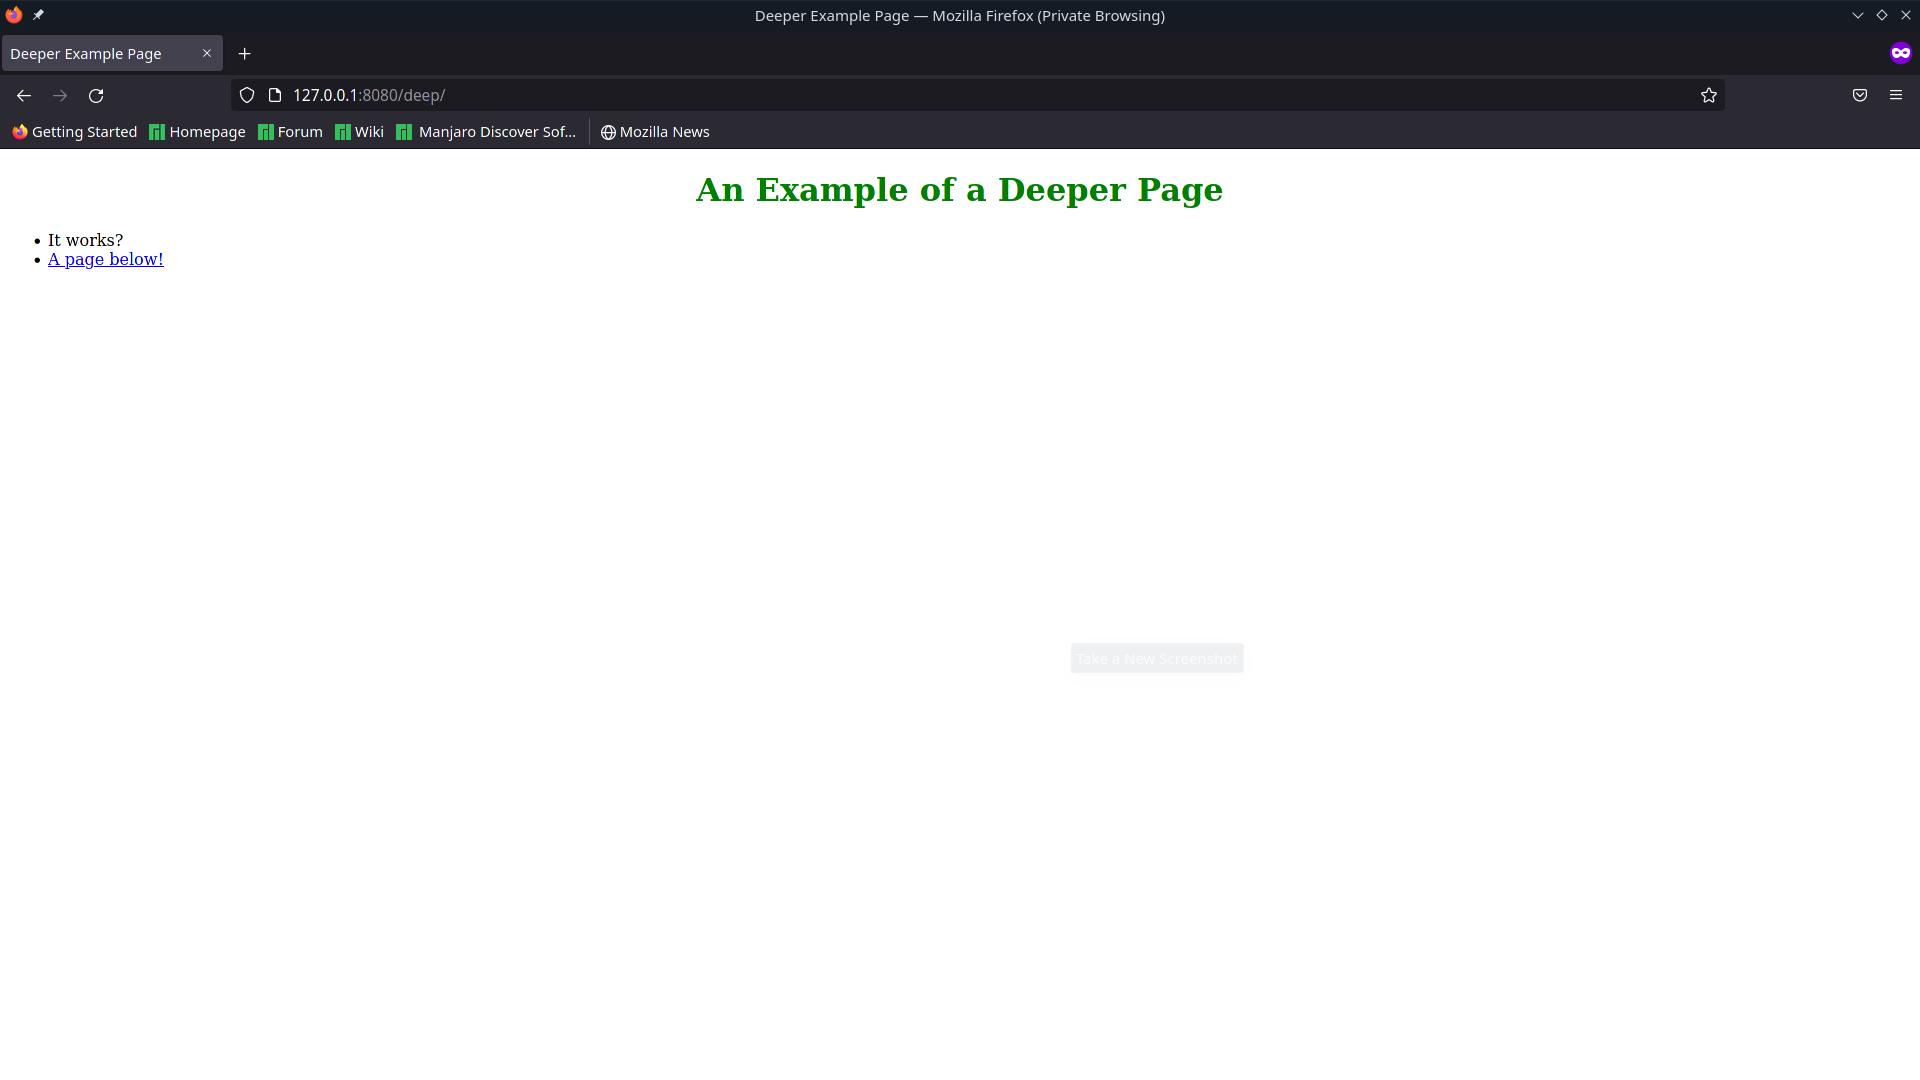 Deeper Example Page — Mozilla Firefox (Private Browsing)
Deeper Example Page
127.0.0.1:8080/deep/
Getting Started Homepage Forum Wiki Manjaro Discover Sof... Mozilla News
An Example of a Deeper Page
• It works?
• A page below!
Take a New Screenshot